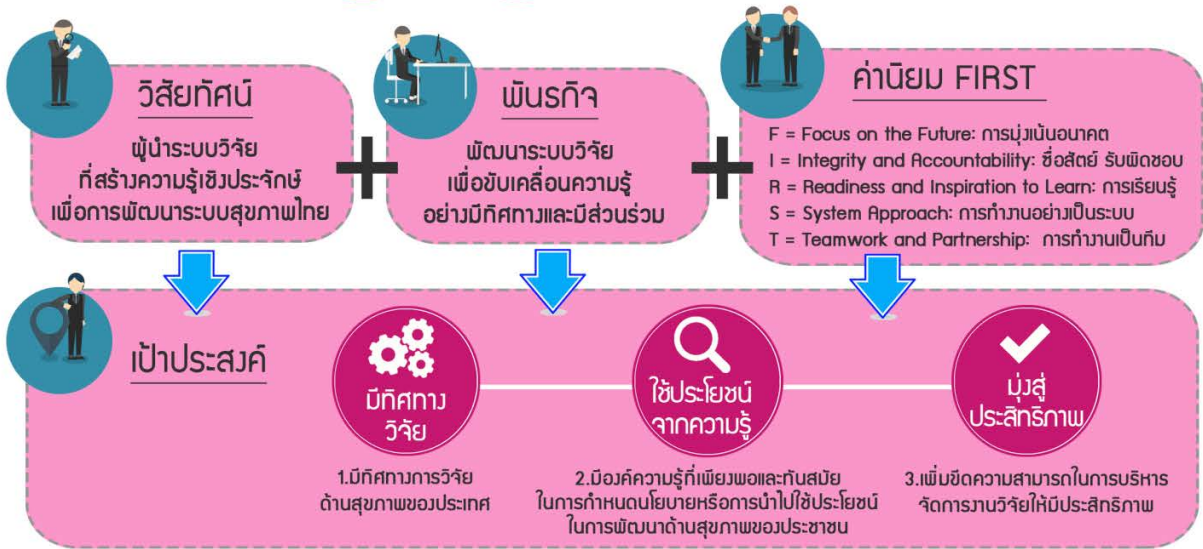 วิสัยทัศน์
ผู้นำระบบวิจัย
ที่สร้างความรู้เชิงประจักษ์
เพื่อการพัฒนาระบบสุขภาพไทย
พันธกิจ
พัฒนาระบบวิจัย
เพื่อขับเคลื่อนความรู้
อย่างมีทิศทางและมีส่วนร่วม
ค่านิยม FIRST
F = Focus on the Future: การมุ่งเน้นอนาคต
I = Integrity and Accountability: ซื่อสัตย์ รับผิดชอบ
R = Readiness and Inspiration to Learn: การเรียนรู้
S = System Approach: การทำงานอย่างเป็นระบบ
T = Teamwork and Partnership: การทำงานเป็นทีม
เป้าประสงค์
มีทิศทาง
วิจัย
1.มีทิศทางการวิจัย
ด้านสุขภาพของประเทศ
ใช้ประโยชน์
จากความรู้
2.มีองค์ความรู้ที่เพียงพอและทันสมัย
ในการกำหนดนโยบายหรือการนำไปใช้ประโยชน์
ในการพัฒนาด้านสุขภาพของประชาชน
มุ่งสู่
ประสิทธิภาพ
3.เพิ่มขีดความสามารถในการบริหาร
จัดการงานวิจัยให้มีประสิทธิภาพ